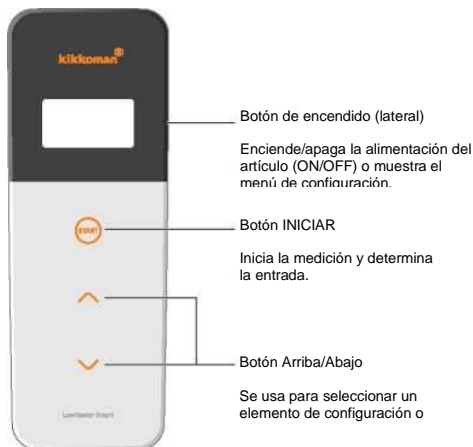 kikkoman®
Botón de encendido (lateral)
Enciende/apaga la alimentación del
artículo (ON/OFF) o muestra el
menú de configuración.
START
Botón INICIAR
Inicia la medición y determina
la entrada.
Botón Arriba/Abajo
Se usa para seleccionar un
elemento de configuración o
Lumitester Smart